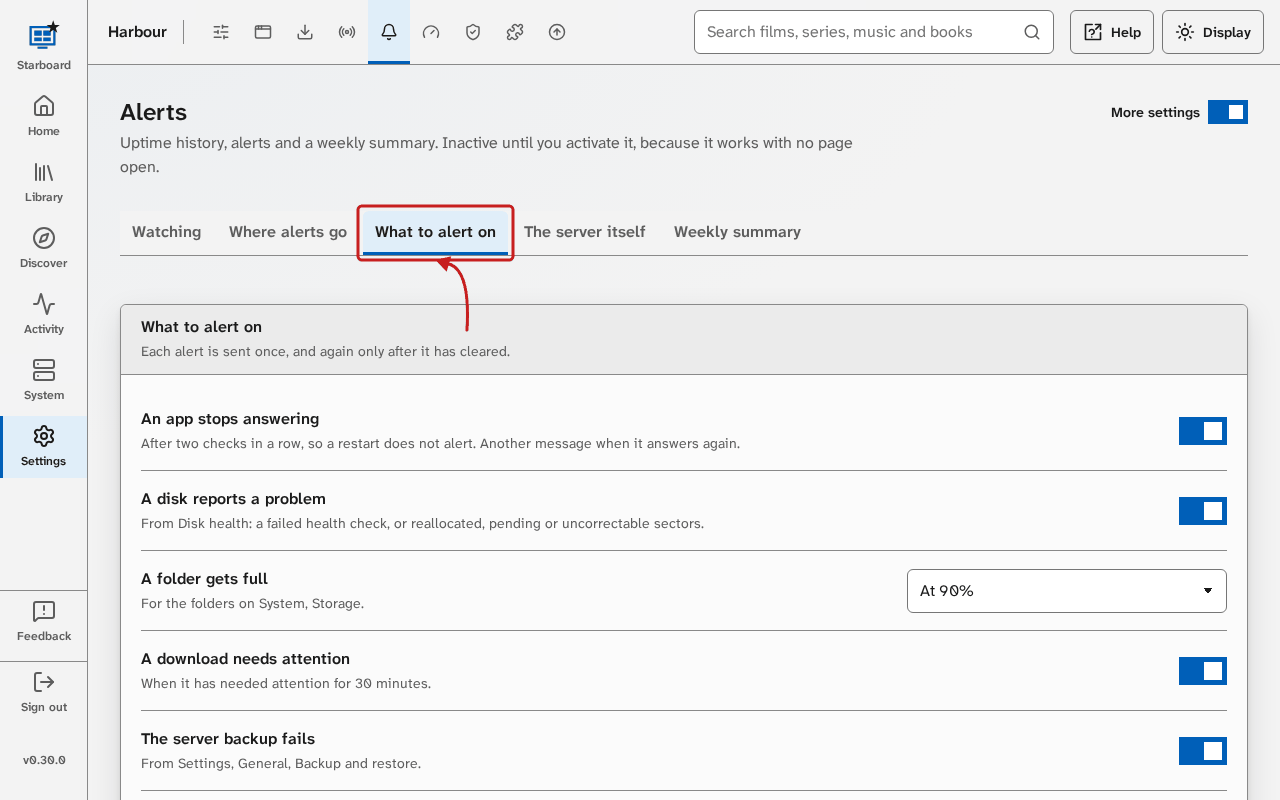 Starboard
Home
Library
Discover
Activity
System
Settings
Feedback
Sign out
v0.30.0
Harbour
Search films, series, music and books
Help
Display
Alerts
More settings
Uptime history, alerts and a weekly summary. Inactive until you activate it, because it works with no page
open.
Watching
Where alerts go
What to alert on
The server itself
Weekly summary
What to alert on
Each alert is sent once, and again only after it has cleared.
An app stops answering
After two checks in a row, so a restart does not alert. Another message when it answers again.
A disk reports a problem
From Disk health: a failed health check, or reallocated, pending or uncorrectable sectors.
A folder gets full
For the folders on System, Storage.
At 90%
A download needs attention
When it has needed attention for 30 minutes.
The server backup fails
From Settings, General, Backup and restore.